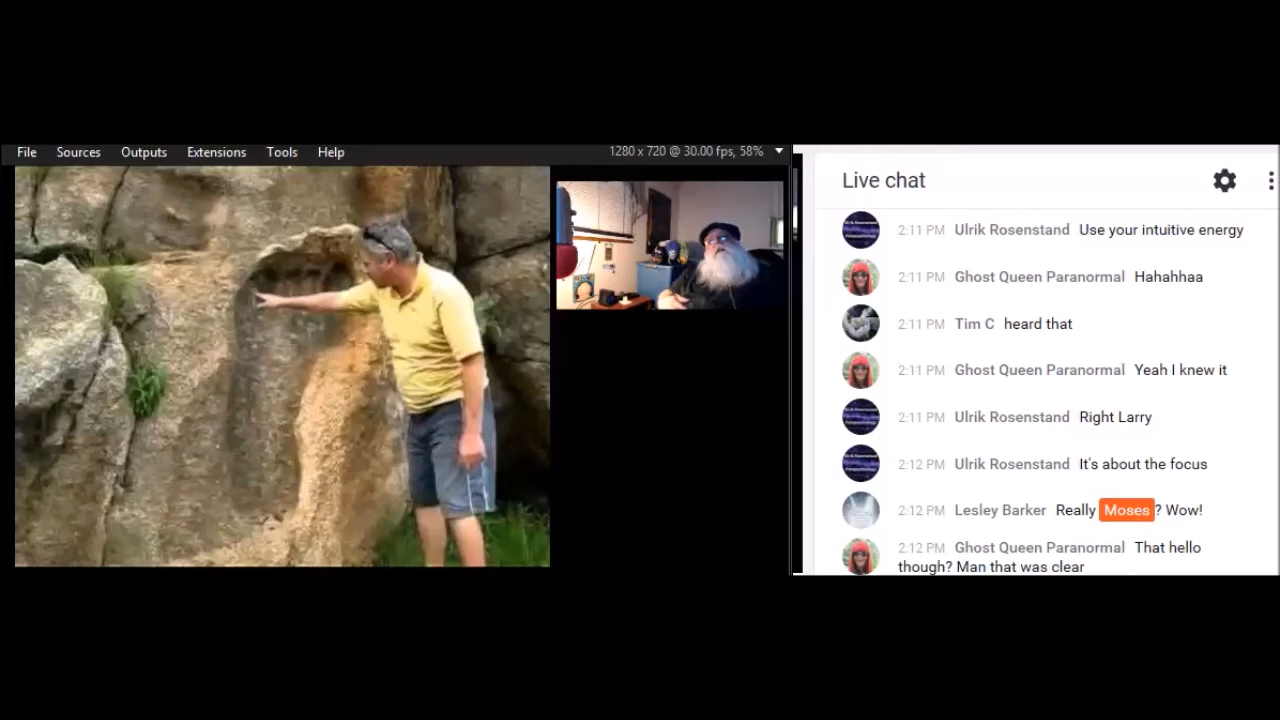 File Sources Outputs Extensions Tools Help 1280 x 720 @ 30.00 fps, 58%
Live chat
2:11 PM Ulrik Rosenstand Use your intuitive energy
2:11 PM Ghost Queen Paranormal Hahahhaa
2:11 PM Tim C heard that
2:11 PM Ghost Queen Paranormal Yeah I knew it
2:11 PM Ulrik Rosenstand Right Larry
2:12 PM Ulrik Rosenstand It's about the focus
2:12 PM Lesley Barker Really Moses? Wow!
2:12 PM Ghost Queen Paranormal That hello
though? Man that was clear